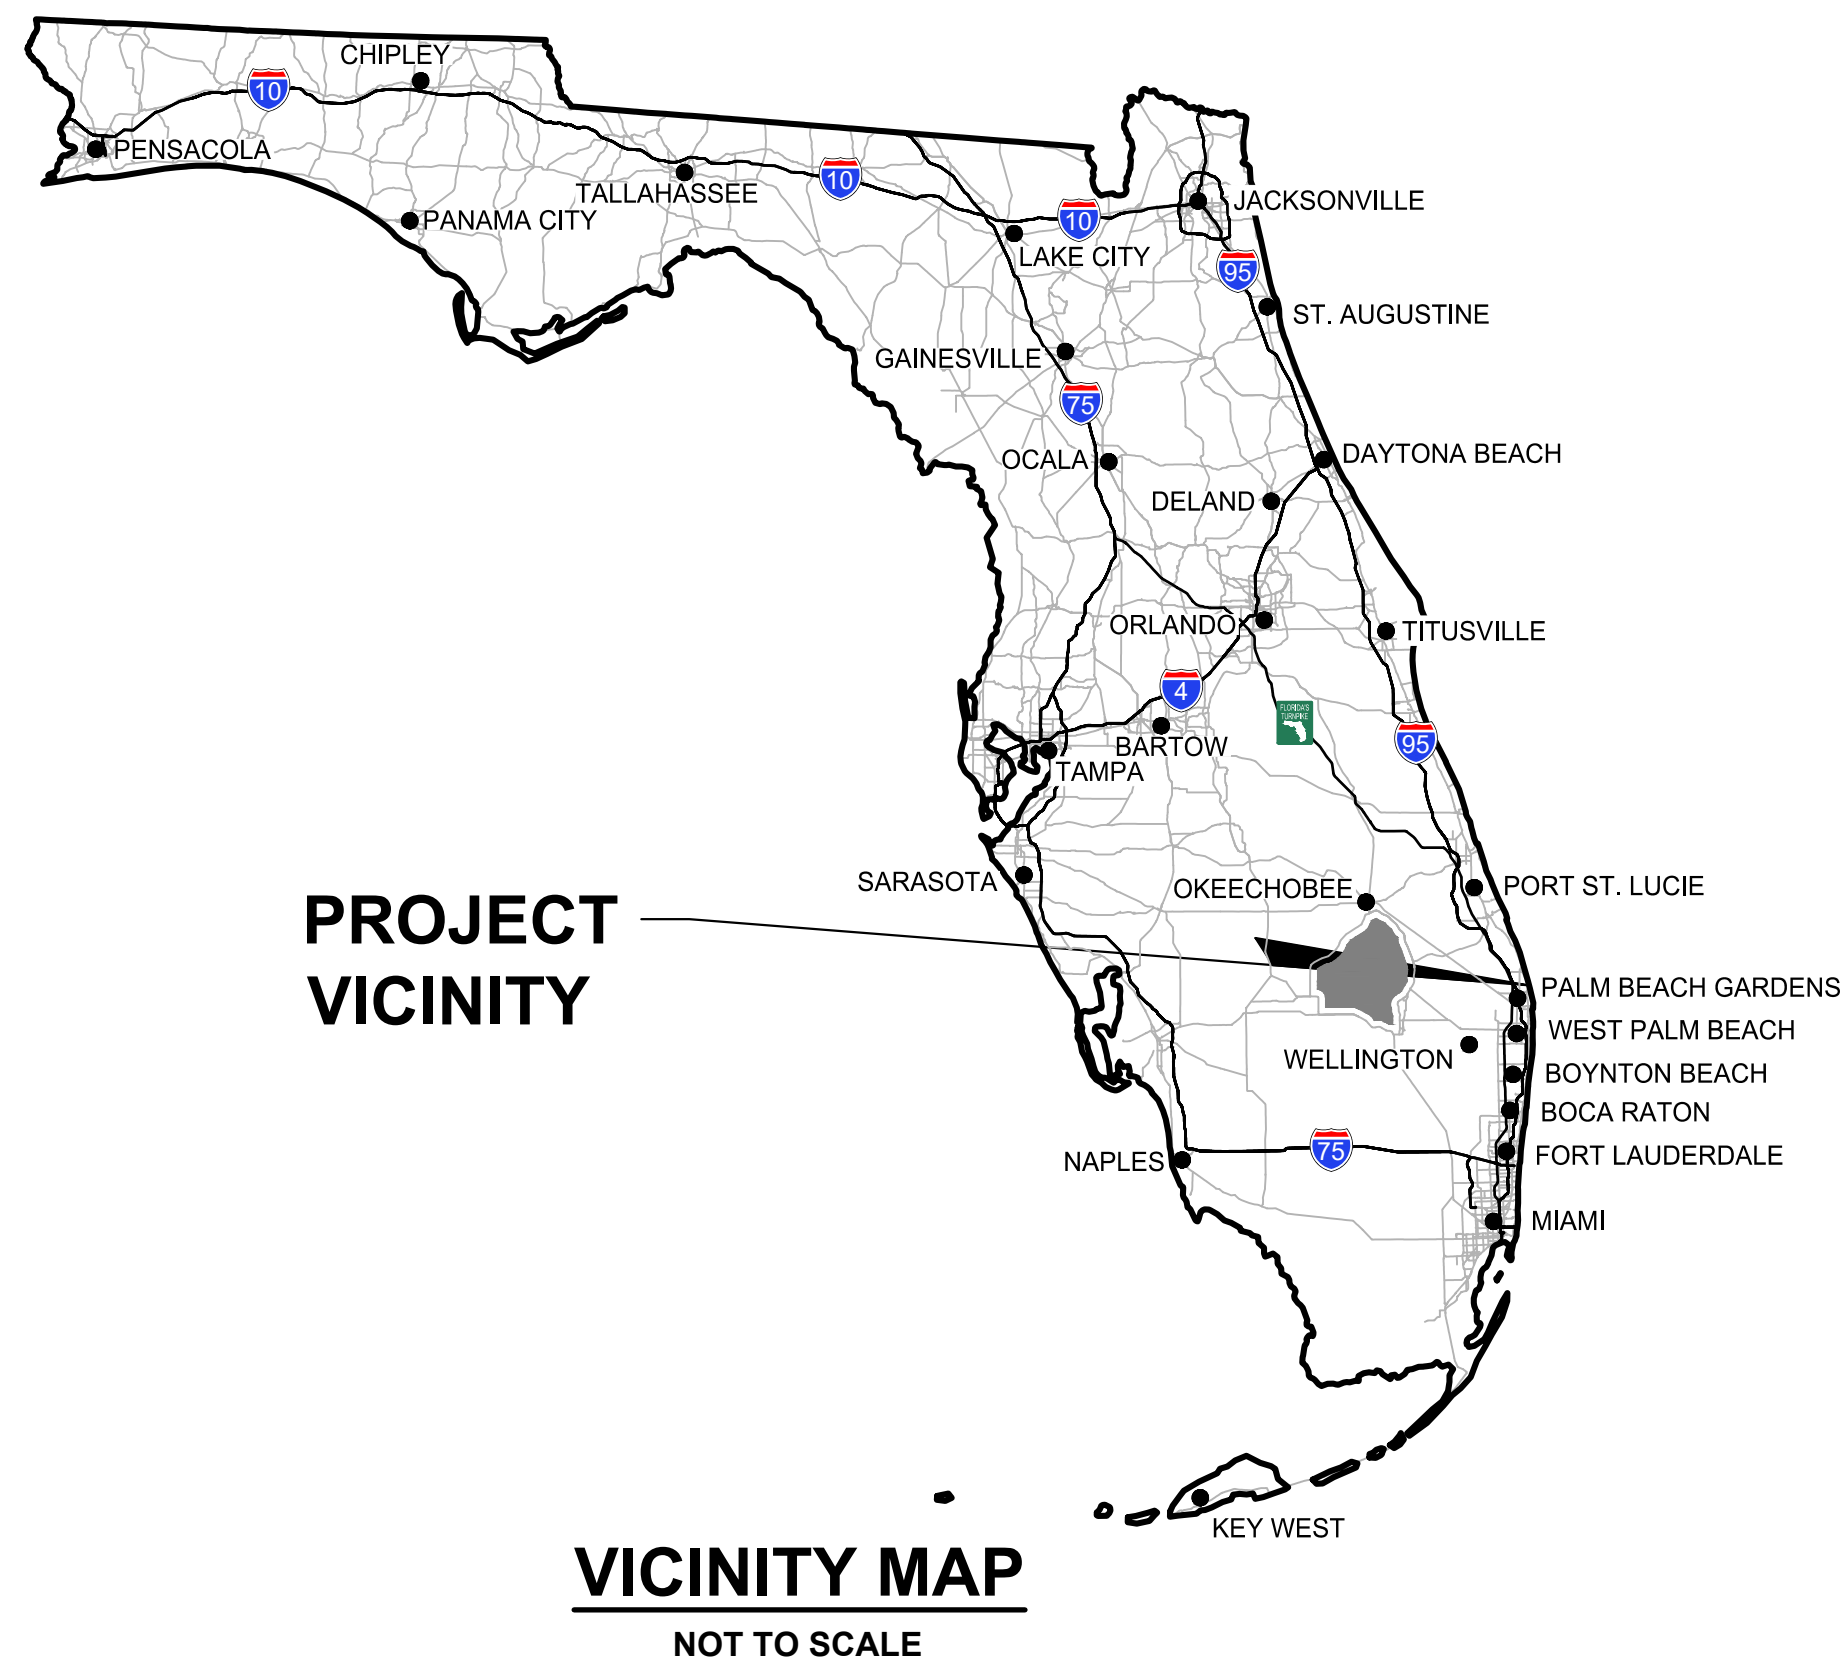 CHIPLEY
10
PENSACOLA
TALLAHASSEE
10
PANAMA CITY
10
JACKSONVILLE
LAKE CITY
95
ST. AUGUSTINE
GAINESVILLE
75
OCALA
DAYTONA BEACH
DELAND
ORLANDO
TITUSVILLE
4
FLORIDA'S
TURNPIKE
95
BARTOW
TAMPA
SARASOTA
OKEECHOBEE
PORT ST. LUCIE
PROJECT
VICINITY
PALM BEACH GARDENS
WEST PALM BEACH
WELLINGTON
BOYNTON BEACH
BOCA RATON
75
FORT LAUDERDALE
NAPLES
MIAMI
KEY WEST
VICINITY MAP
NOT TO SCALE